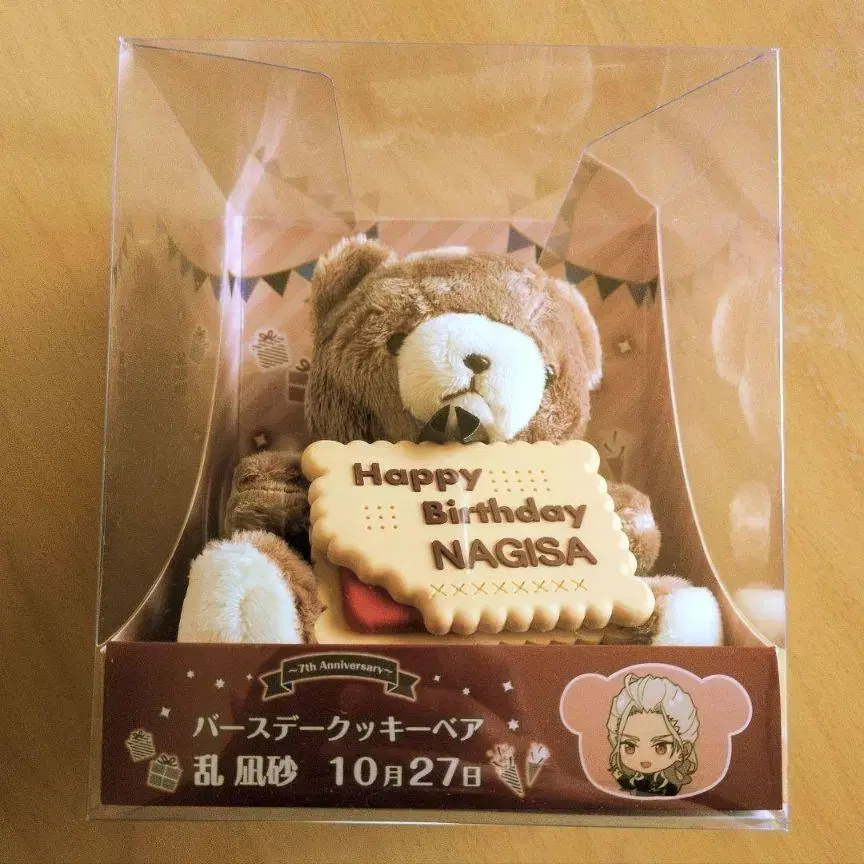 Happy
Birthday
NAGISA
~7th Anniversary~
バースデークッキーベア
乱 凪砂 10月27日